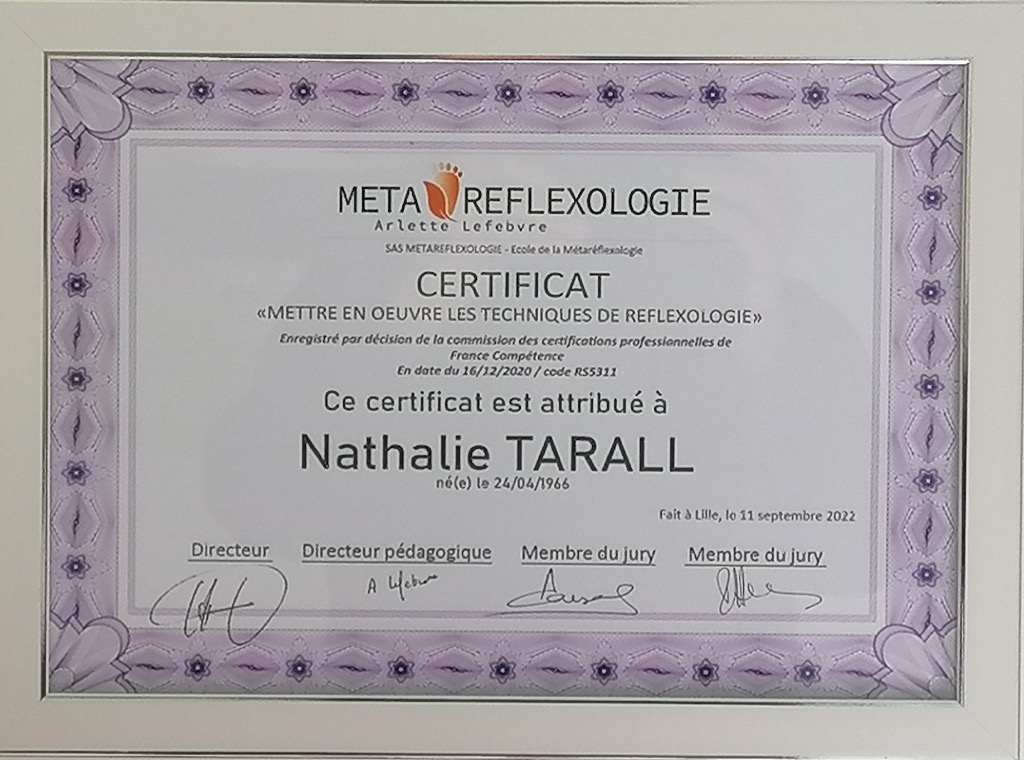 META REFLEXOLOGIE
Arlette Lefebvre
SAS METAREFLEXOLOGIE - Ecole de la Métaréflexologie
CERTIFICAT
«METTRE EN OEUVRE LES TECHNIQUES DE REFLEXOLOGIE»
Enregistré par décision de la commission des certifications professionnelles de
France Compétence
En date du 16/12/2020 / code RS5311
Ce certificat est attribué à
Nathalie TARALL
né(e) le 24/04/1966
Fait à Lille, le 11 septembre 2022
Directeur Directeur pédagogique Membre du jury Membre du jury
A Lefebvre